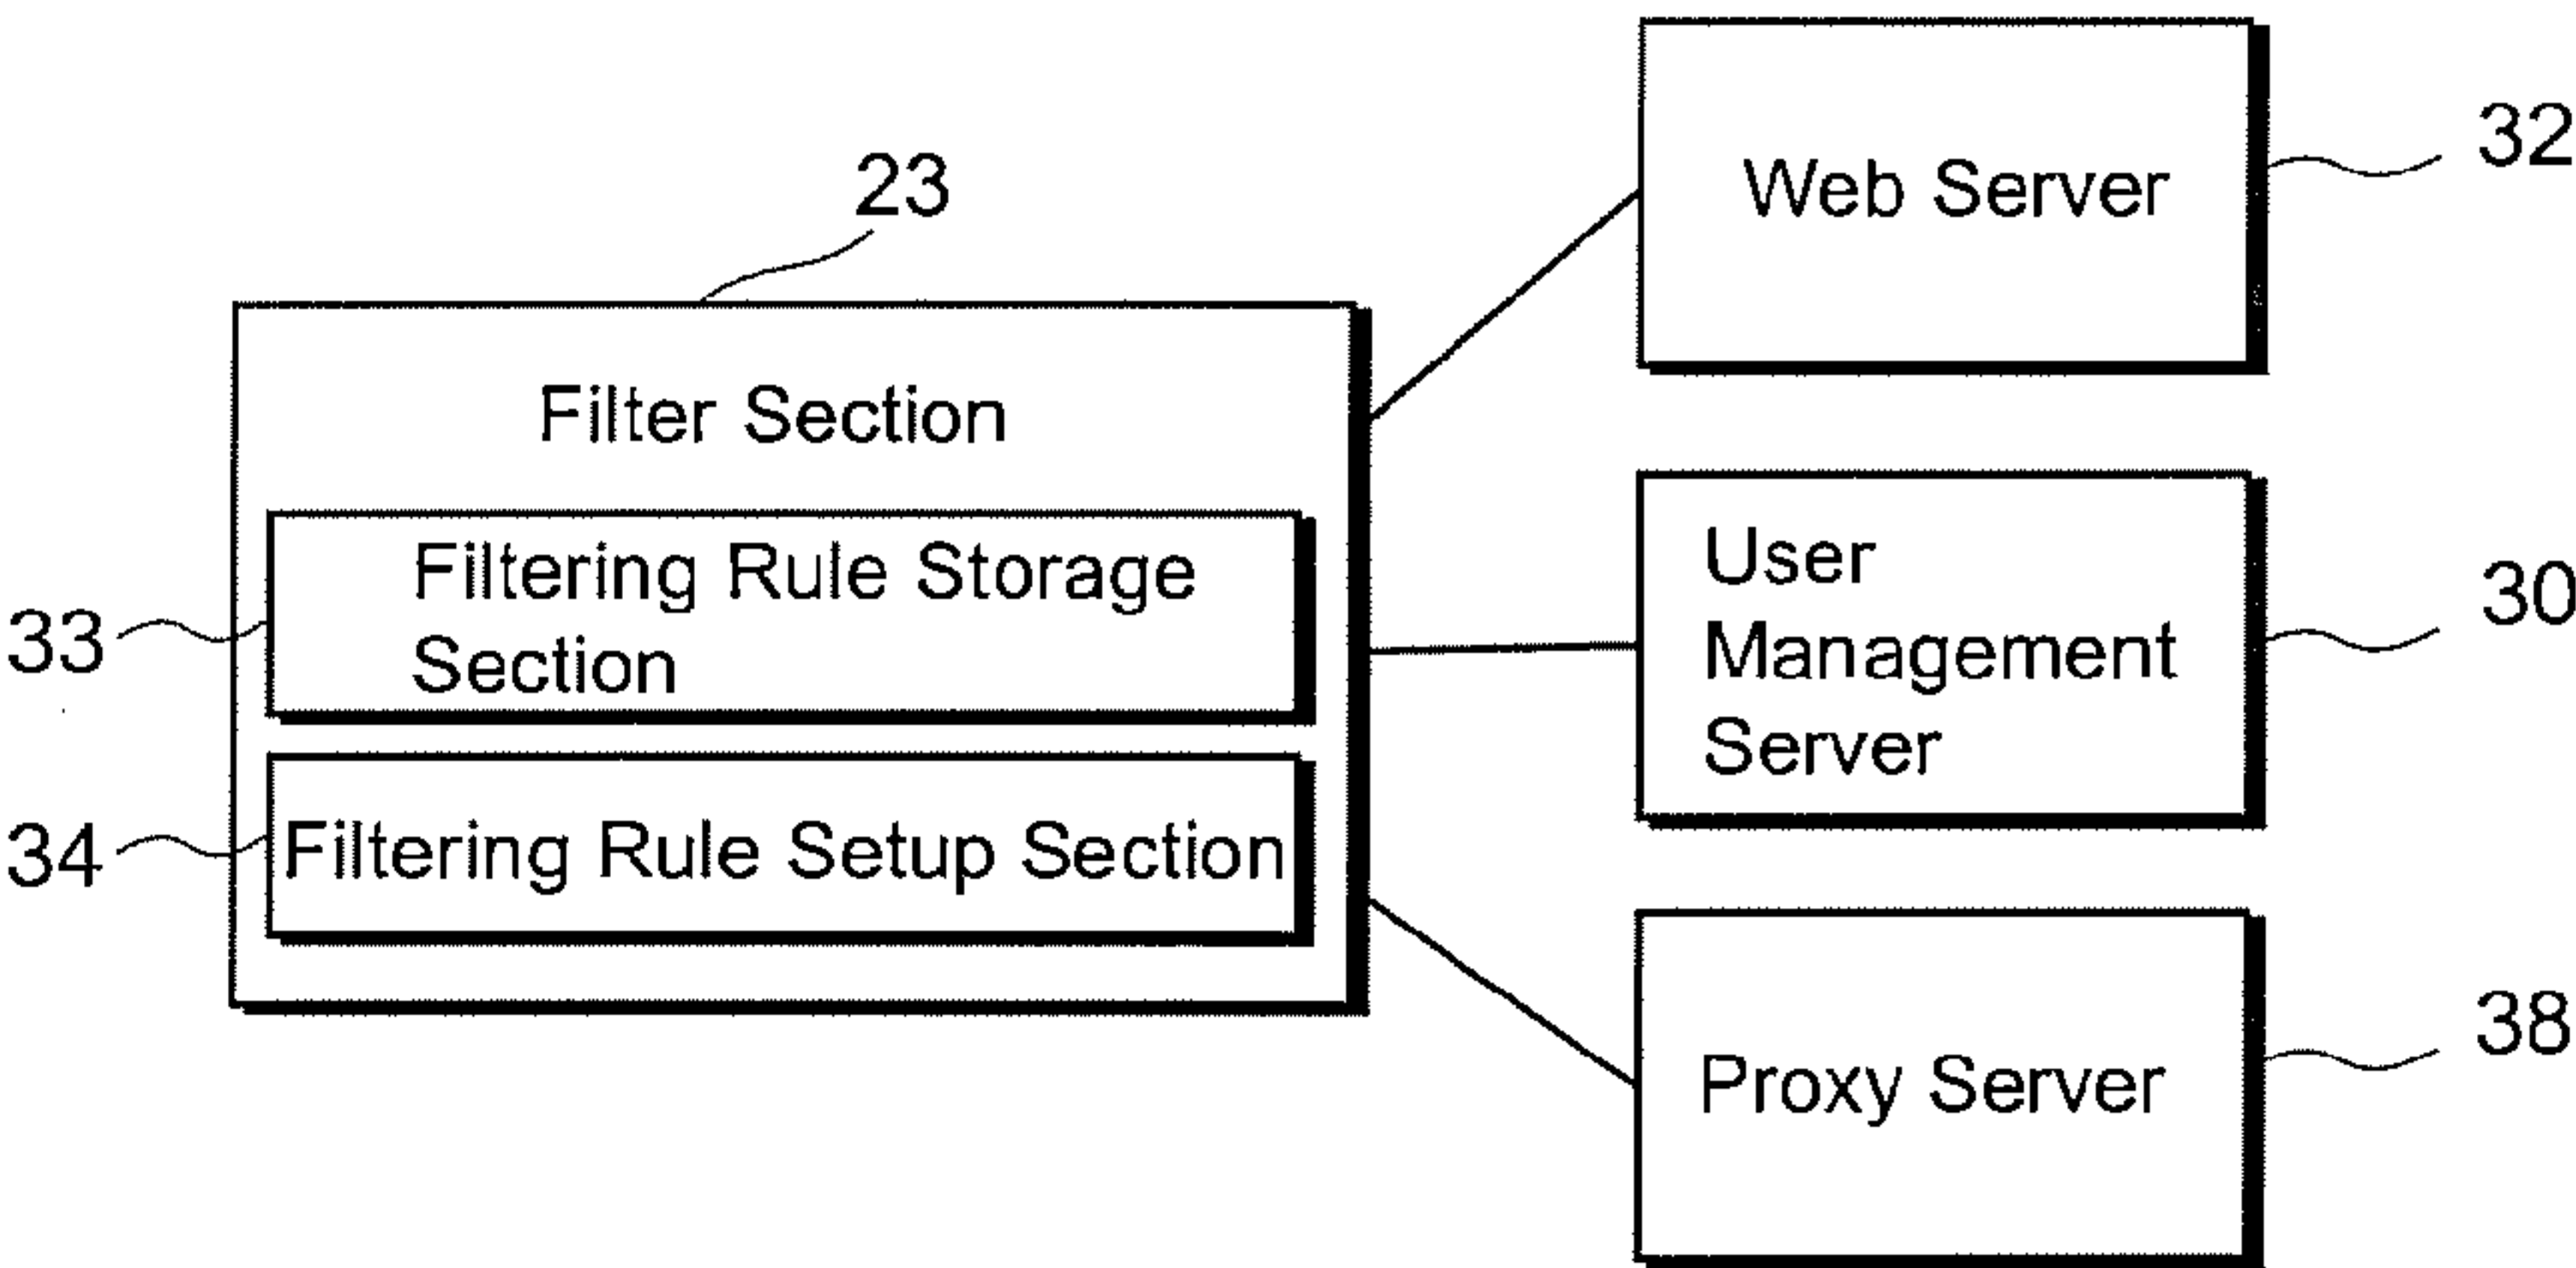 23
Filter Section
33
Filtering Rule Storage
Section
34
Filtering Rule Setup Section
Web Server
32
User
Management
Server
30
Proxy Server
38